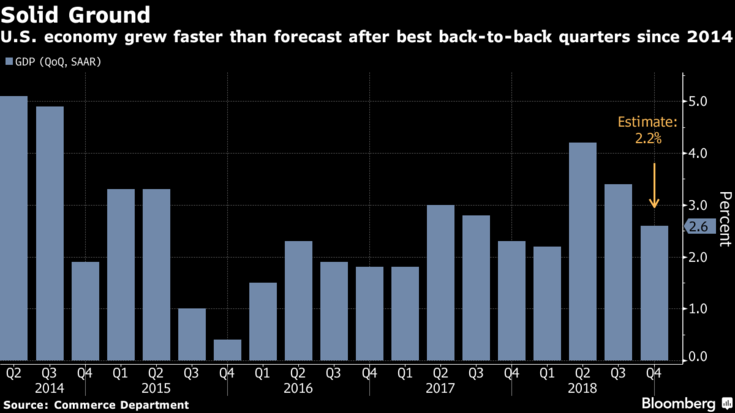 Solid Ground
U.S. economy grew faster than forecast after best back-to-back quarters since 2014
GDP (QoQ, SAAR)
5.0
Estimate:
2.2%
4.0
3.0
2.6
2.0
1.0
0.0
Percent
Q2 Q3 Q4 Q1 Q2 Q3 Q4 Q1 Q2 Q3 Q4 Q1 Q2 Q3 Q4 Q1 Q2 Q3 Q4
2014 2015 2016 2017 2018
Source: Commerce Department
Bloomberg